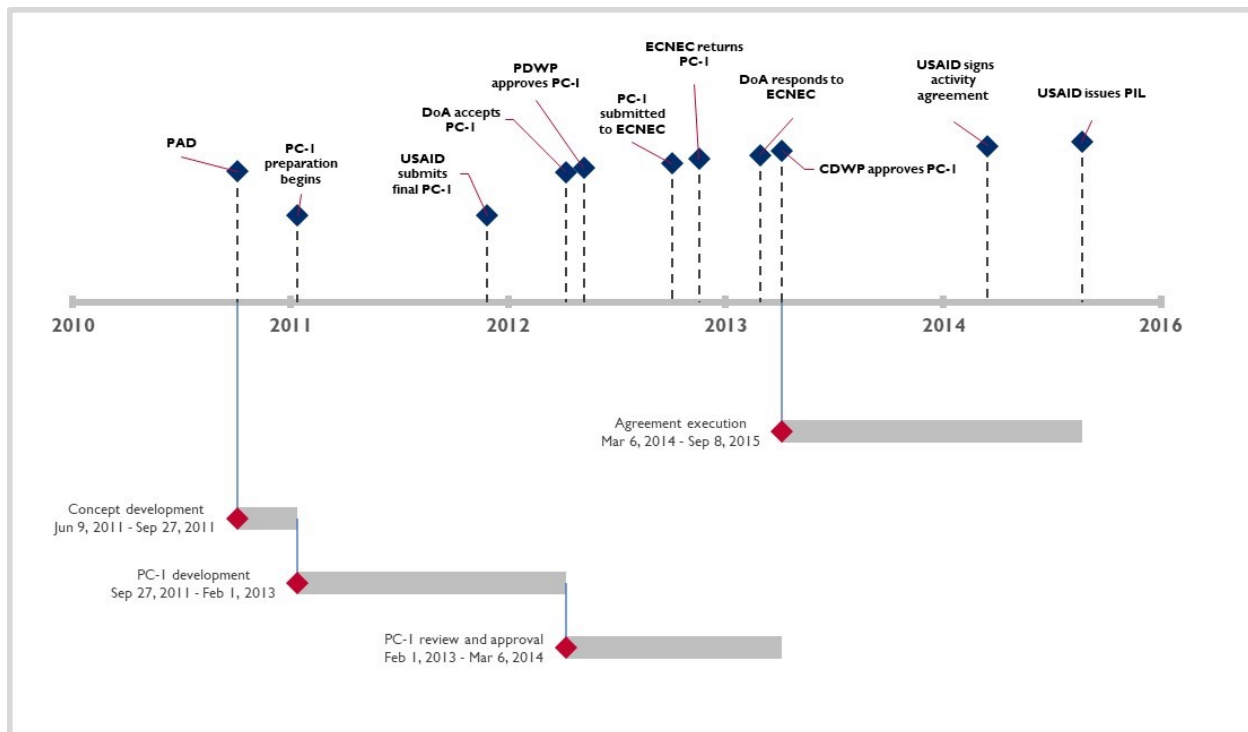 PAD
PC-1
preparation
begins
USAID
submits
final PC-1
DoA accepts
PC-1
PDWP
approves PC-1
PC-1
submitted
to ECNEC
ECNEC returns
PC-1
DoA responds to
ECNEC
CDWP approves PC-1
USAID signs
activity
agreement
USAID issues PIL
2010
2011
2012
2013
2014
2016
Agreement execution
Mar 6, 2014 - Sep 8, 2015
Concept development
Jun 9, 2011 - Sep 27, 2011
PC-1 development
Sep 27, 2011 - Feb 1, 2013
PC-1 review and approval
Feb 1, 2013 - Mar 6, 2014